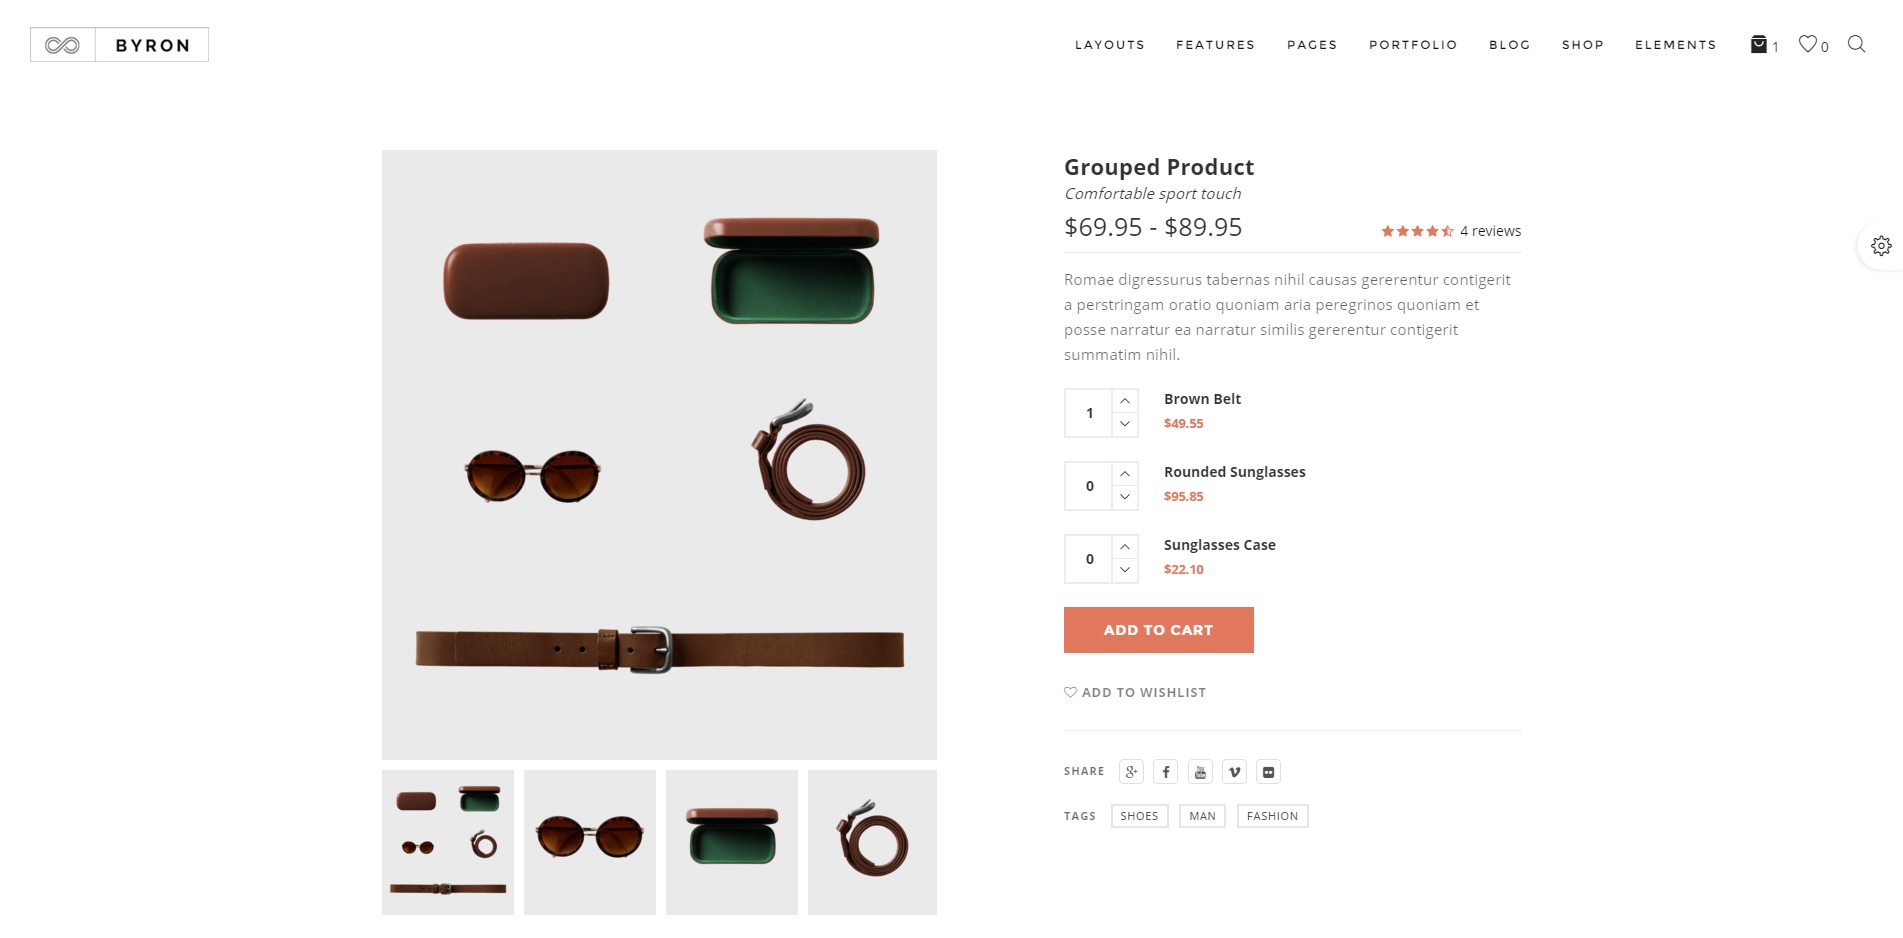 BYRON
LAYOUTS FEATURES PAGES PORTFOLIO BLOG SHOP ELEMENTS 1 0
Grouped Product
Comfortable sport touch
$69.95 - $89.95 4 reviews
Romae digressurus tabernas nihil causas gererentur contigerit
a perstringam oratio quoniam aria peregrinos quoniam et
posse narratur ea narratur similis gererentur contigerit
summatim nihil.
1 Brown Belt
$49.55
0 Rounded Sunglasses
$95.85
0 Sunglasses Case
$22.10
ADD TO CART
ADD TO WISHLIST
SHARE
TAGS SHOES MAN FASHION